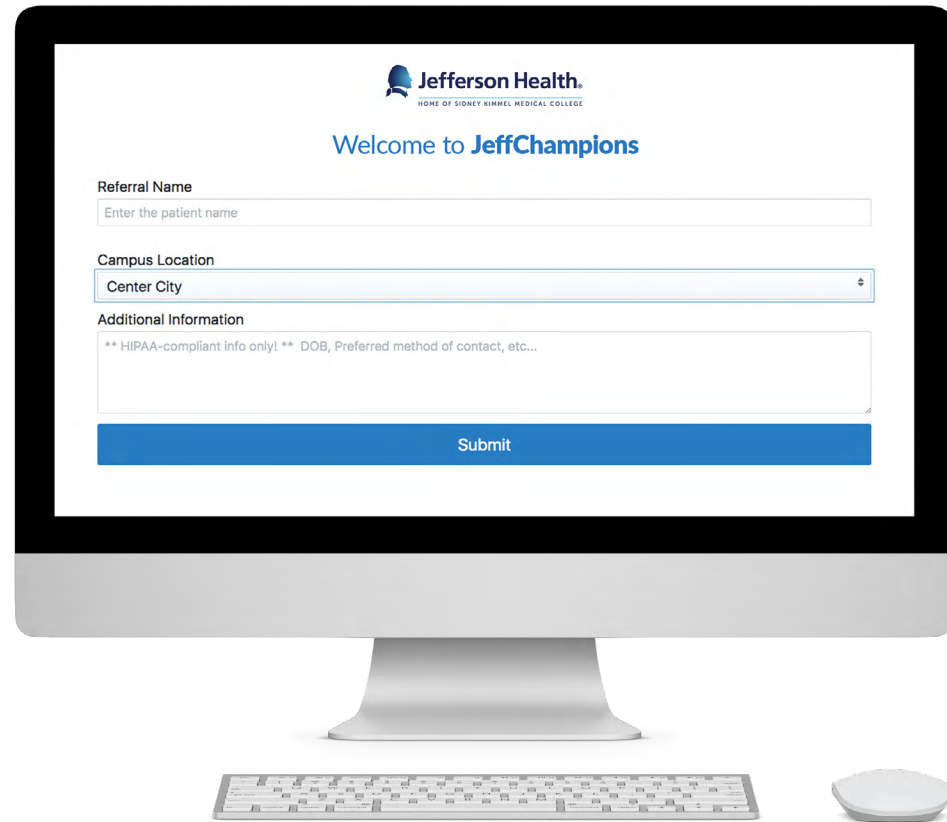 Jefferson Health®
HOME OF SIDNEY KIMMEL MEDICAL COLLEGE
Welcome to JeffChampions
Referral Name
Enter the patient name
Campus Location
Center City
Additional Information
** HIPAA-compliant info only! ** DOB, Preferred method of contact, etc...
Submit